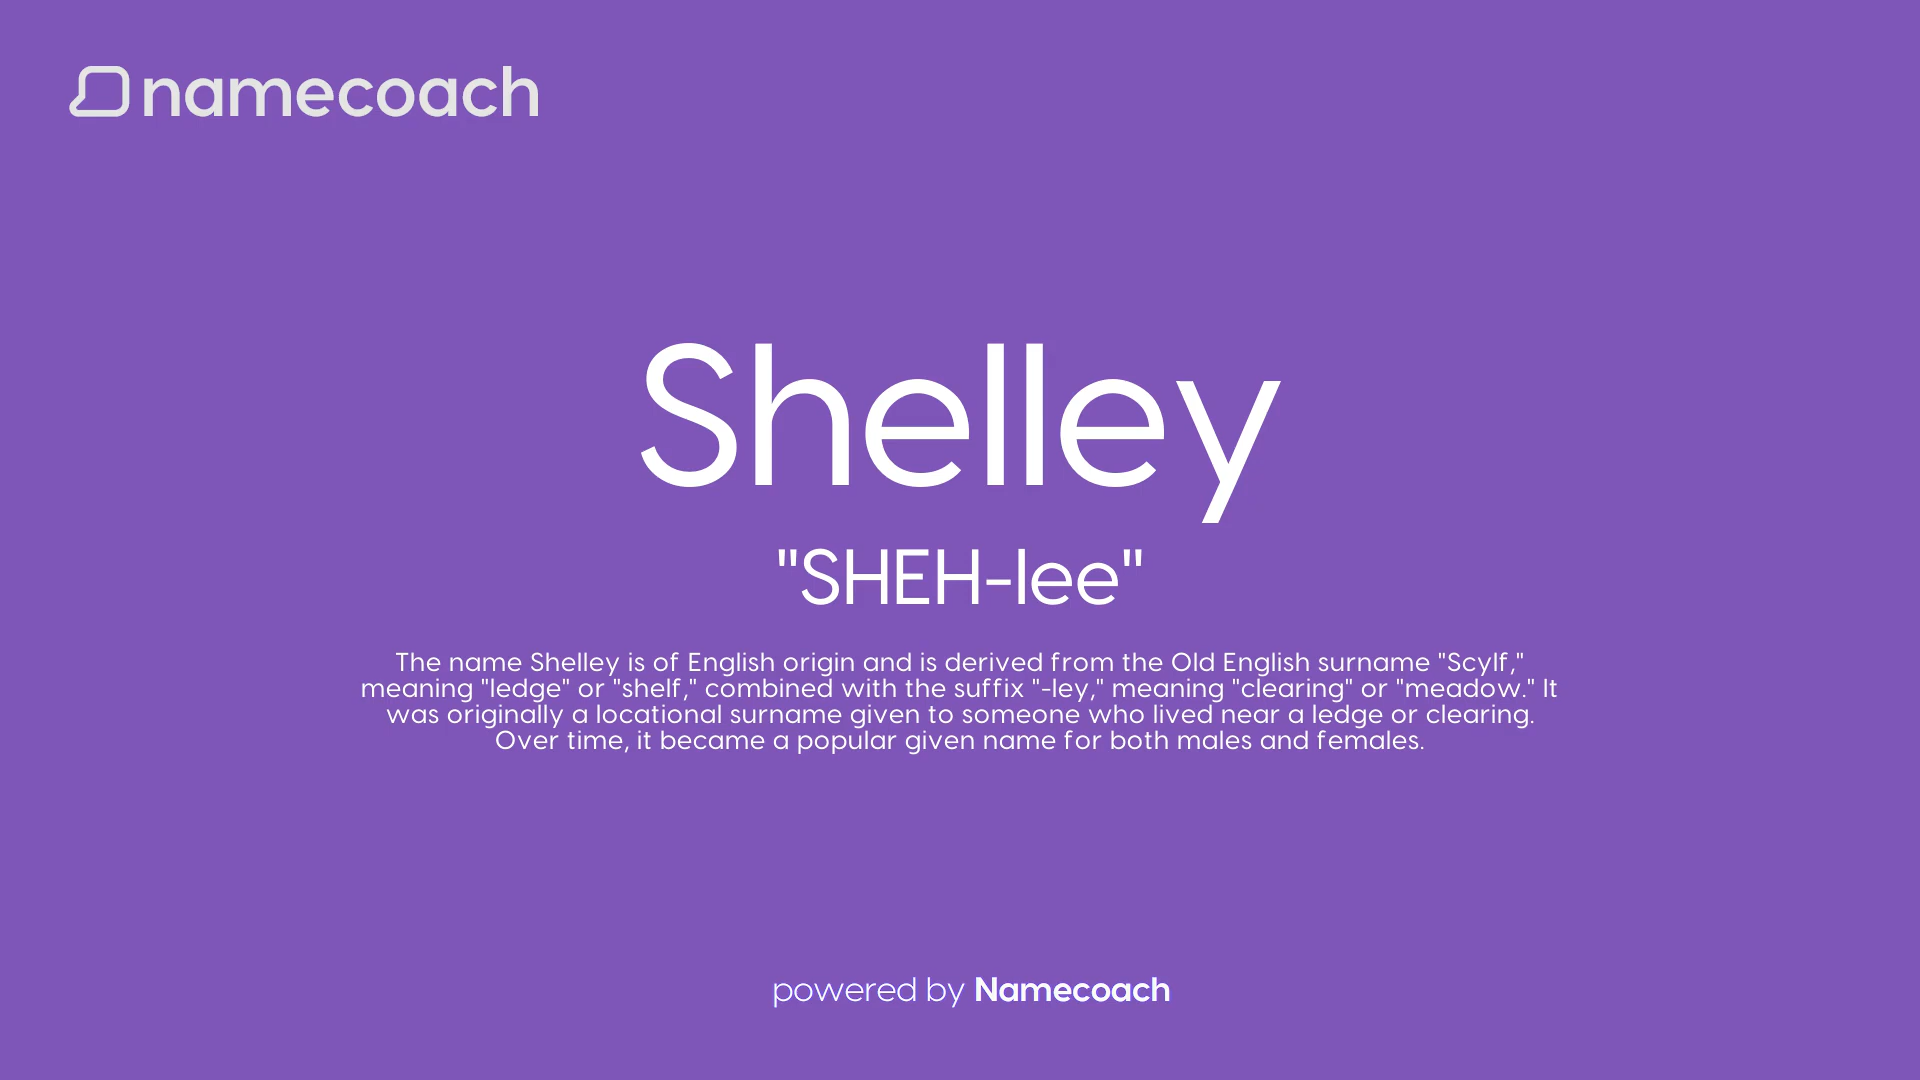 namecoach
Shelley
"SHEH-lee"
The name Shelley is of English origin and is derived from the Old English surname "Scylf,"
meaning "ledge" or "shelf," combined with the suffix "-ley," meaning "clearing" or "meadow." It
was originally a locational surname given to someone who lived near a ledge or clearing.
Over time, it became a popular given name for both males and females.
powered by Namecoach